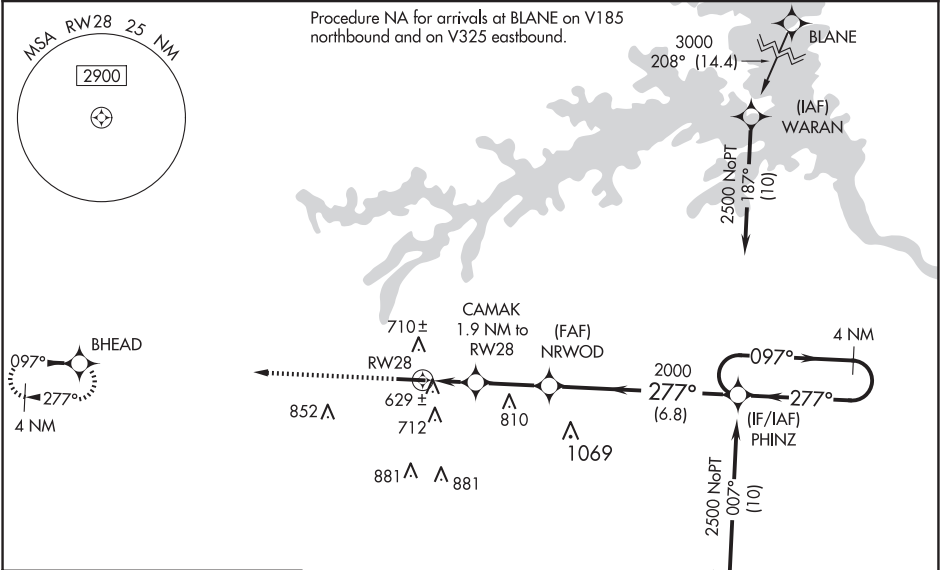 MSA RW28 25 NM
2900
Procedure NA for arrivals at BLANE on V185
northbound and on V325 eastbound.
BLANE
3000
208° (14.4)
(IAF)
WARAN
2500 NoPT
187°
(10)
BHEAD
097°
277°
4 NM
710±
RW28
629±
712
852
881
881
CAMAK
1.9 NM to
RW28
(FAF)
NRWOD
810
1069
2000
277°
(6.8)
097°
4 NM
277°
(IF/IAF)
PHINZ
2500 NoPT
007°
(10)